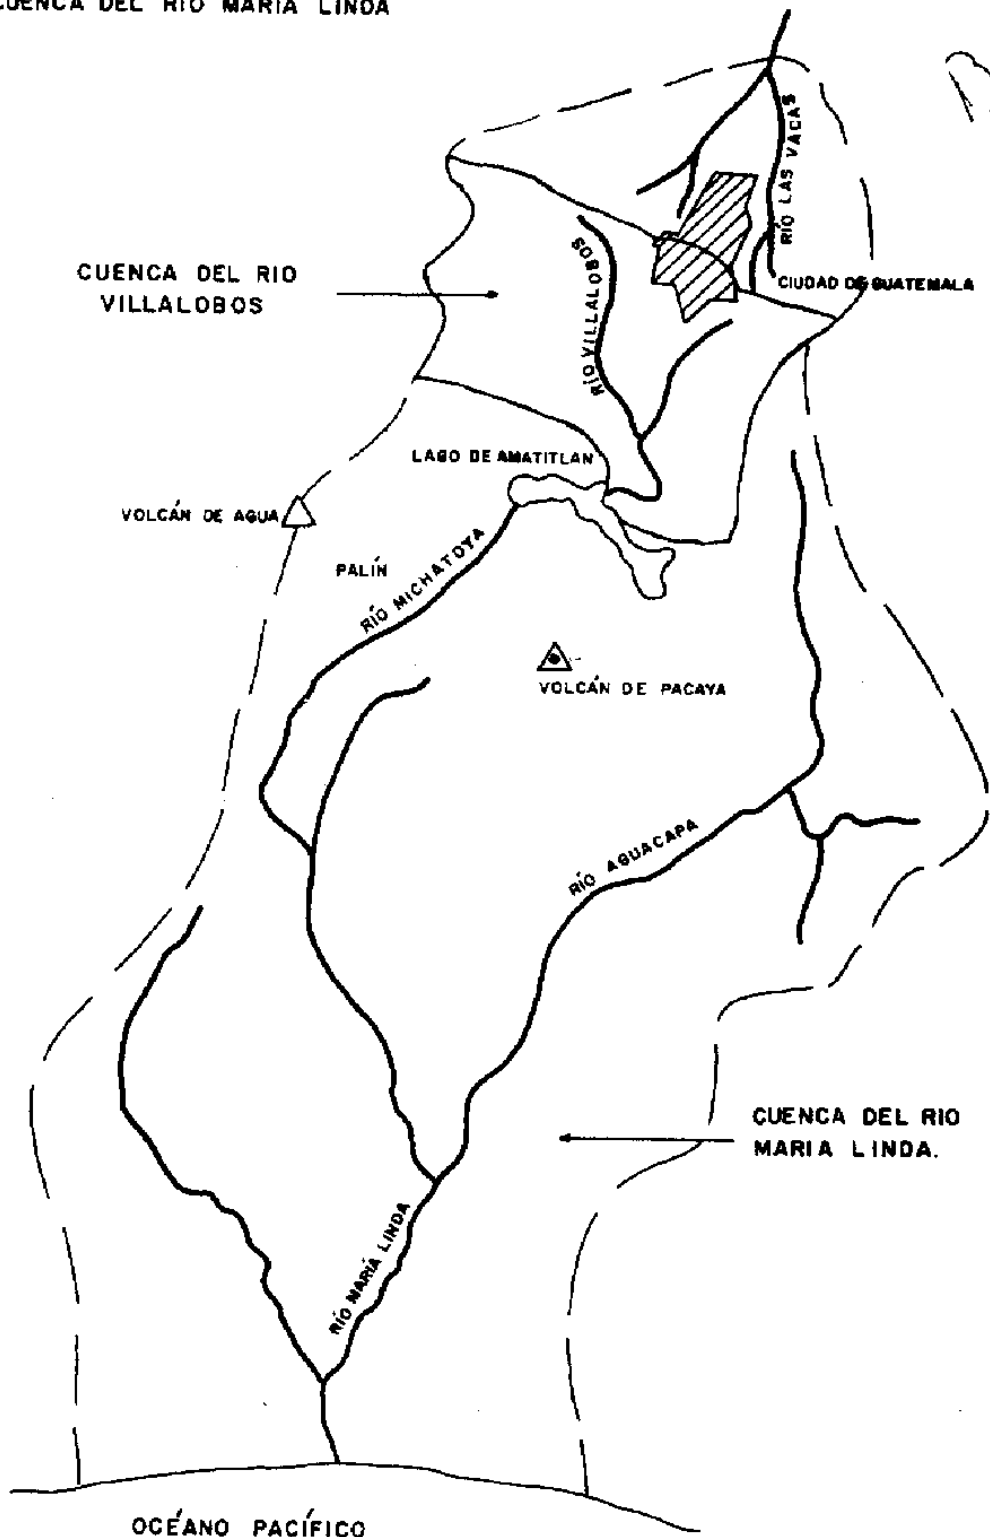 CUENCA DEL RIO MARIA LINDA
RÍO LAS VACAS
CUENCA DEL RIO
VILLALOBOS
RÍO VILLALOBOS
CIUDAD DE GUATEMALA
LAGO DE AMATITLAN
VOLCÁN DE AGUA
PALÍN
RÍO MICHATOYA
VOLCÁN DE PACAYA
RÍO AGUACAPA
CUENCA DEL RIO
MARIA LINDA.
RÍO MARÍA LINDA
OCÉANO PACÍFICO